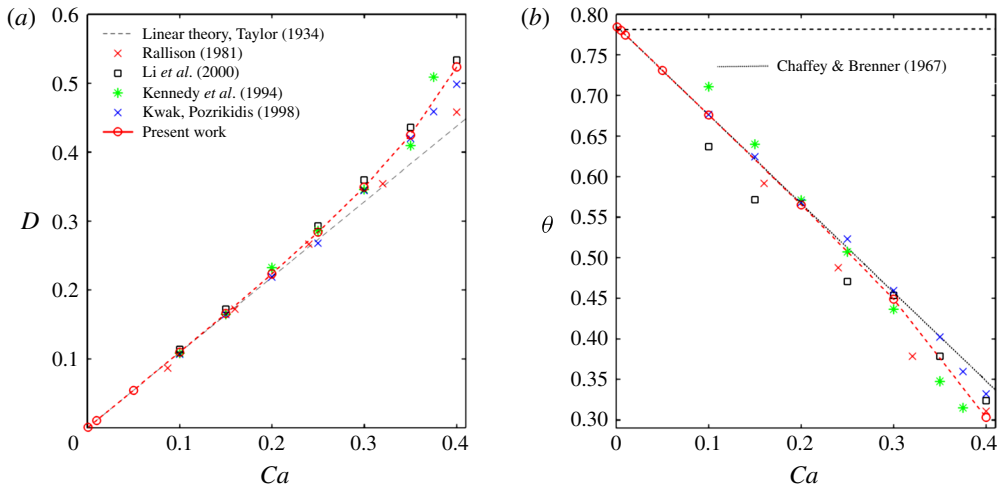 (a)
0.6
0.5
0.4
0.3
0.2
0.1
0
D
Linear theory, Taylor (1934)
Rallison (1981)
Li et al. (2000)
Kennedy et al. (1994)
Kwak, Pozrikidis (1998)
Present work
0.1
0.2
0.3
0.4
Ca
(b)
0.80
0.75
0.70
0.65
0.60
0.55
0.50
0.45
0.40
0.35
0.30
θ
Chaffey & Brenner (1967)
0
0.1
0.2
0.3
0.4
Ca